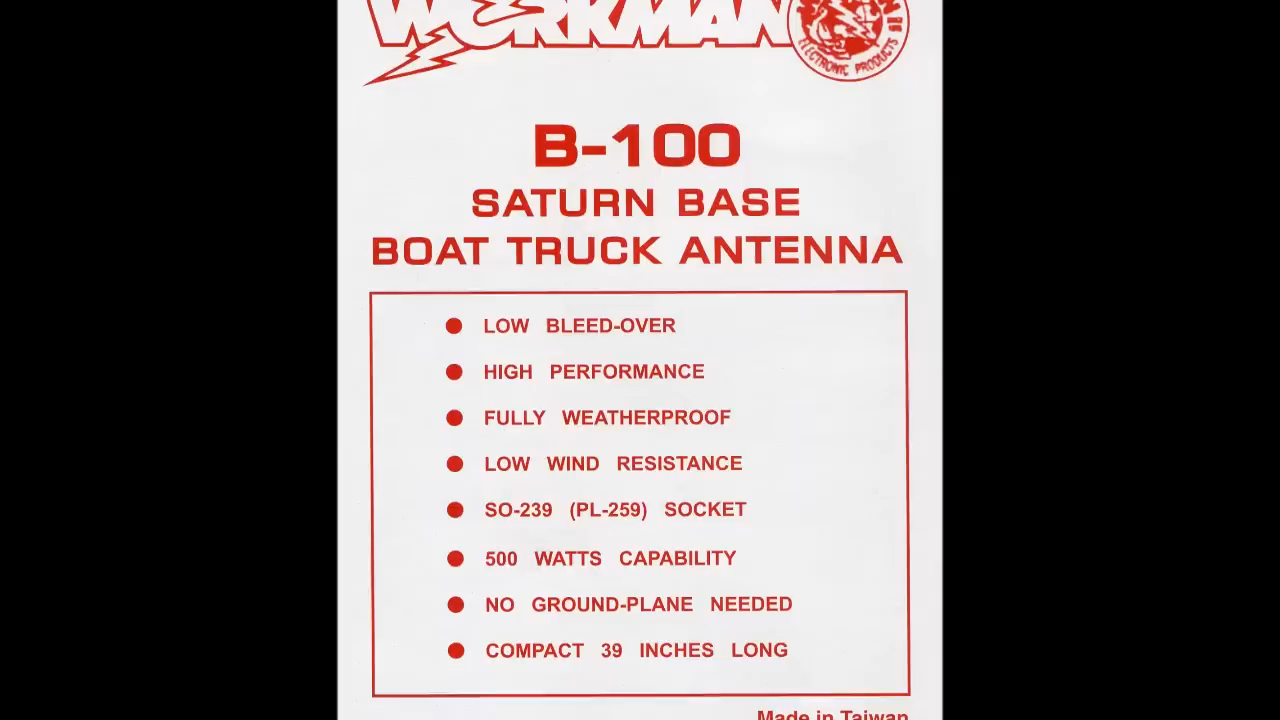 WORKMAN
ELECTRONIC PRODUCTS
B-100
SATURN BASE
BOAT TRUCK ANTENNA
LOW BLEED-OVER
HIGH PERFORMANCE
FULLY WEATHERPROOF
LOW WIND RESISTANCE
SO-239 (PL-259) SOCKET
500 WATTS CAPABILITY
NO GROUND-PLANE NEEDED
COMPACT 39 INCHES LONG
Made in Taiwan